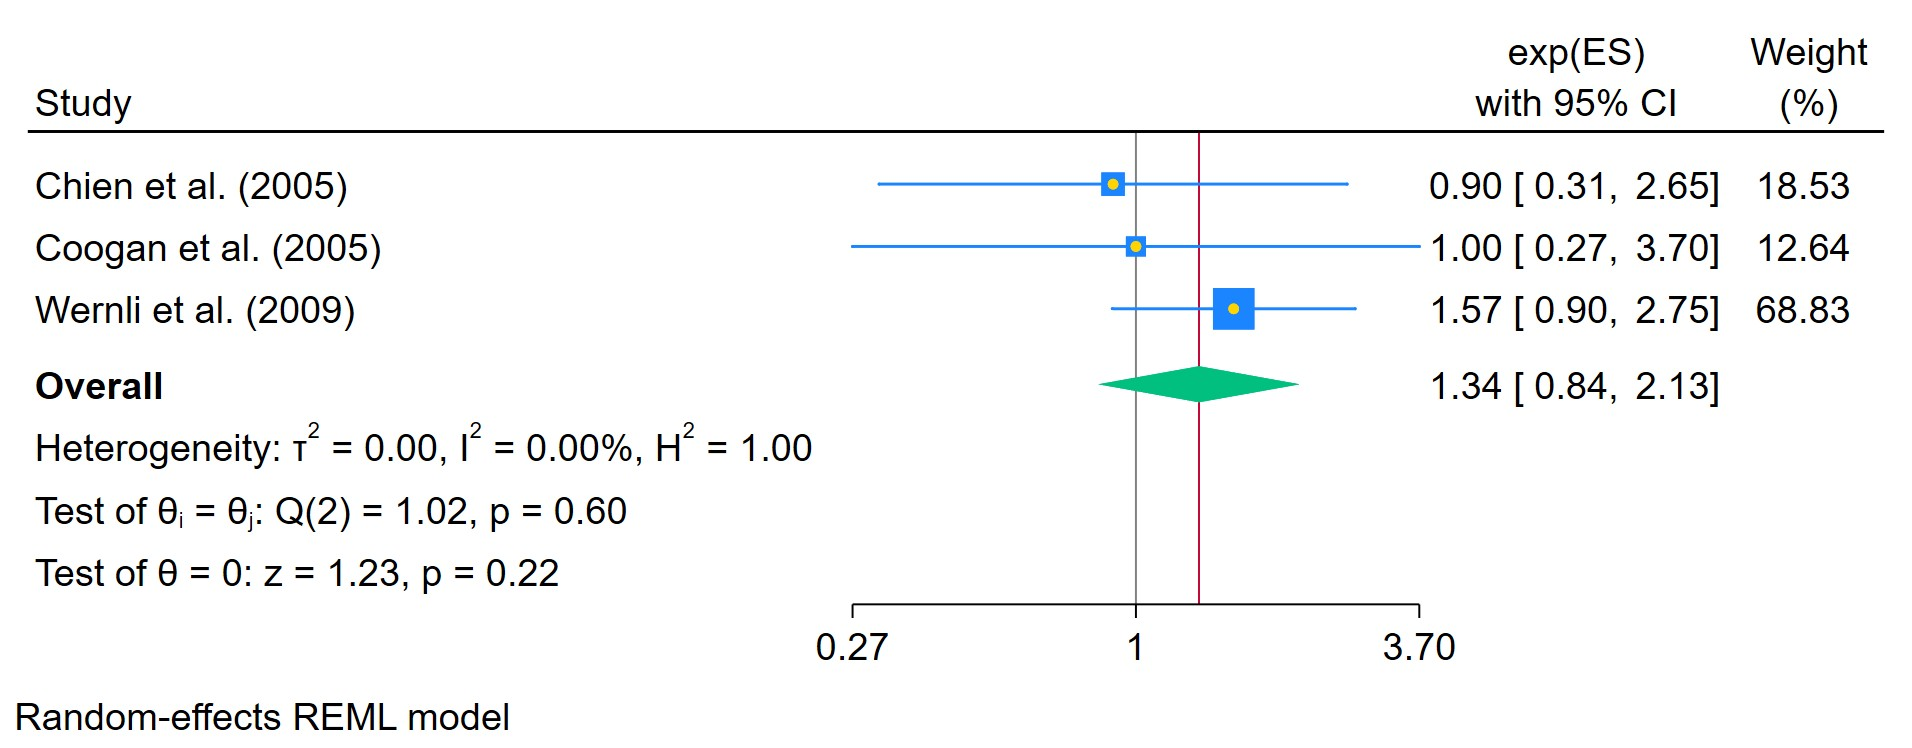 exp(ES) Weight
Study with 95% CI (%)
Chien et al. (2005) 0.90 [ 0.31, 2.65] 18.53
Coogan et al. (2005) 1.00 [ 0.27, 3.70] 12.64
Wernli et al. (2009) 1.57 [ 0.90, 2.75] 68.83
Overall 1.34 [ 0.84, 2.13]
Heterogeneity: τ² = 0.00, I² = 0.00%, H² = 1.00
Test of θᵢ = θⱼ: Q(2) = 1.02, p = 0.60
Test of θ = 0: z = 1.23, p = 0.22
0.27 1 3.70
Random-effects REML model